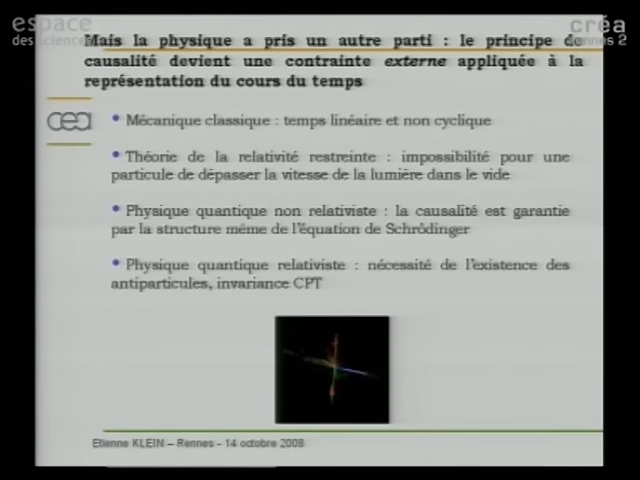 espace
des sciences
créa
rennes 2
Mais la physique a pris un autre parti : le principe de
causalité devient une contrainte externe appliquée à la
représentation du cours du temps
cea
• Mécanique classique : temps linéaire et non cyclique
• Théorie de la relativité restreinte : impossibilité pour une
particule de dépasser la vitesse de la lumière dans le vide
• Physique quantique non relativiste : la causalité est garantie
par la structure même de l'équation de Schrödinger
• Physique quantique relativiste : nécessité de l'existence des
antiparticules, invariance CPT
Etienne KLEIN – Rennes - 14 octobre 2008